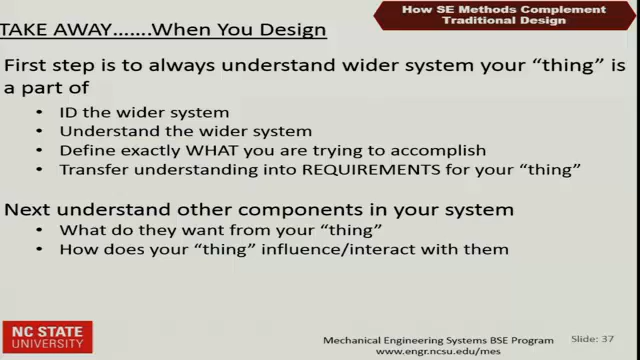 How SE Methods Complement
Traditional Design
TAKE AWAY.......When You Design
First step is to always understand wider system your “thing” is
a part of
• ID the wider system
• Understand the wider system
• Define exactly WHAT you are trying to accomplish
• Transfer understanding into REQUIREMENTS for your “thing”
Next understand other components in your system
• What do they want from your “thing”
• How does your “thing” influence/interact with them
NC STATE
UNIVERSITY
Mechanical Engineering Systems BSE Program
www.engr.ncsu.edu/mes
Slide: 37